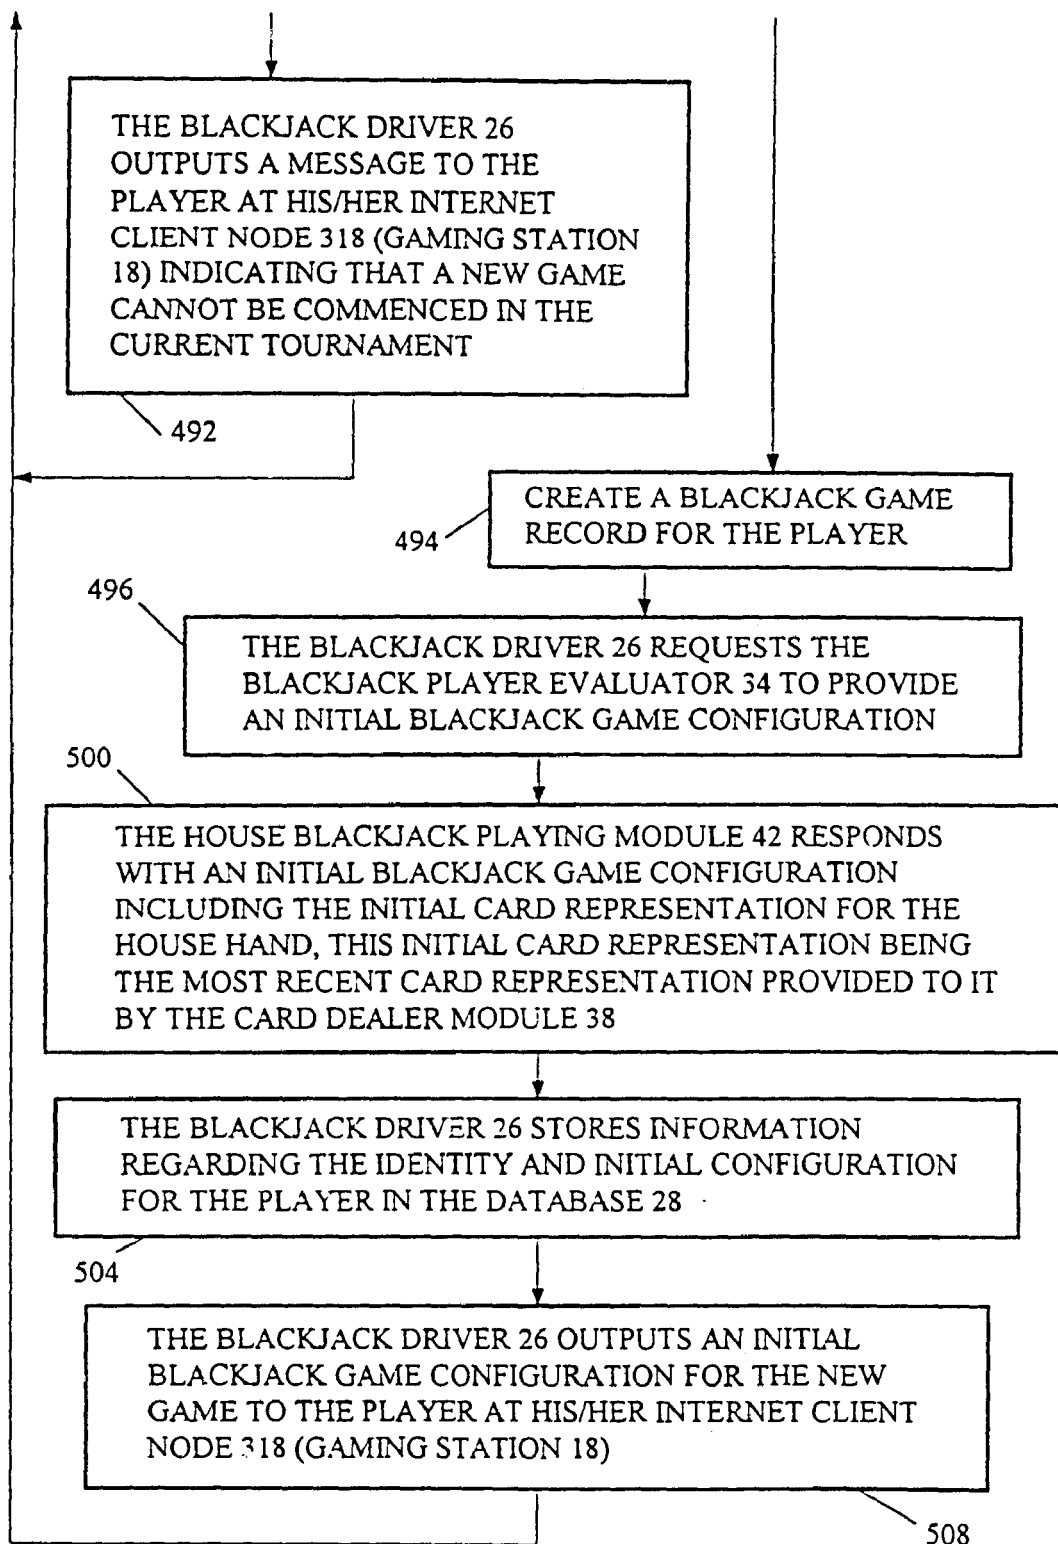 THE BLACKJACK DRIVER 26
OUTPUTS A MESSAGE TO THE
PLAYER AT HIS/HER INTERNET
CLIENT NODE 318 (GAMING STATION
18) INDICATING THAT A NEW GAME
CANNOT BE COMMENCED IN THE
CURRENT TOURNAMENT
492
CREATE A BLACKJACK GAME
RECORD FOR THE PLAYER
494
496
THE BLACKJACK DRIVER 26 REQUESTS THE
BLACKJACK PLAYER EVALUATOR 34 TO PROVIDE
AN INITIAL BLACKJACK GAME CONFIGURATION
500
THE HOUSE BLACKJACK PLAYING MODULE 42 RESPONDS
WITH AN INITIAL BLACKJACK GAME CONFIGURATION
INCLUDING THE INITIAL CARD REPRESENTATION FOR THE
HOUSE HAND, THIS INITIAL CARD REPRESENTATION BEING
THE MOST RECENT CARD REPRESENTATION PROVIDED TO IT
BY THE CARD DEALER MODULE 38
THE BLACKJACK DRIVER 26 STORES INFORMATION
REGARDING THE IDENTITY AND INITIAL CONFIGURATION
FOR THE PLAYER IN THE DATABASE 28
504
THE BLACKJACK DRIVER 26 OUTPUTS AN INITIAL
BLACKJACK GAME CONFIGURATION FOR THE NEW
GAME TO THE PLAYER AT HIS/HER INTERNET CLIENT
NODE 318 (GAMING STATION 18)
508